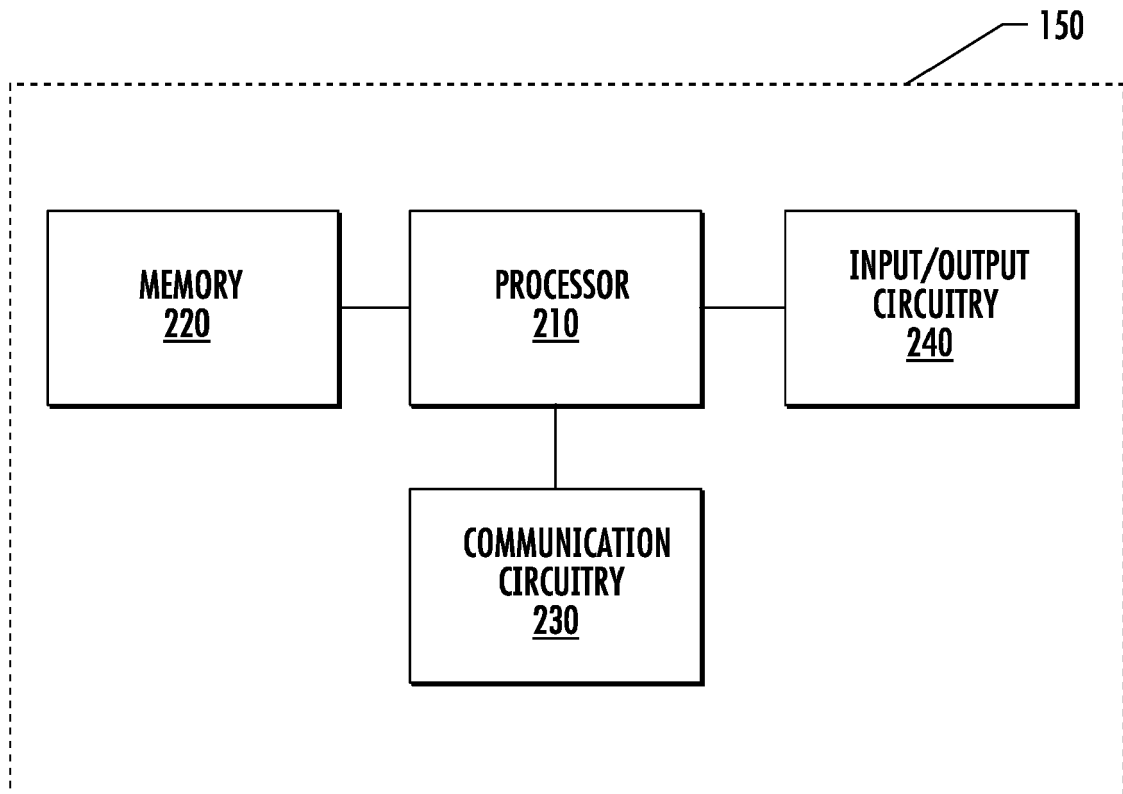 150
MEMORY
220
PROCESSOR
210
INPUT/OUTPUT
CIRCUITRY
240
COMMUNICATION
CIRCUITRY
230